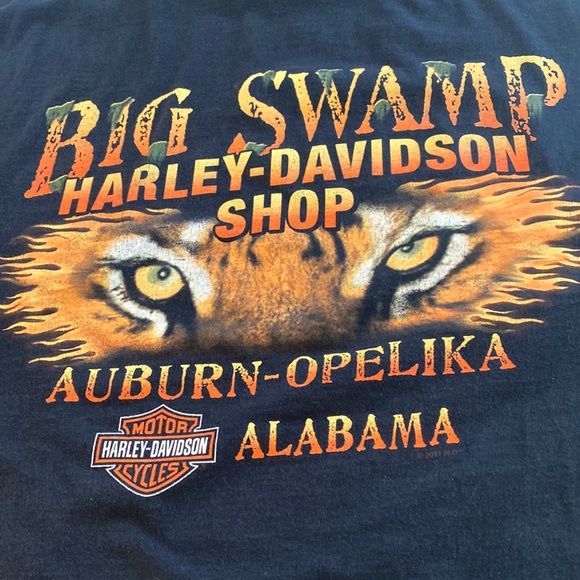 BIG SWAMP
HARLEY-DAVIDSON
SHOP
AUBURN-OPELIKA
ALABAMA
MOTOR
HARLEY-DAVIDSON
CYCLES